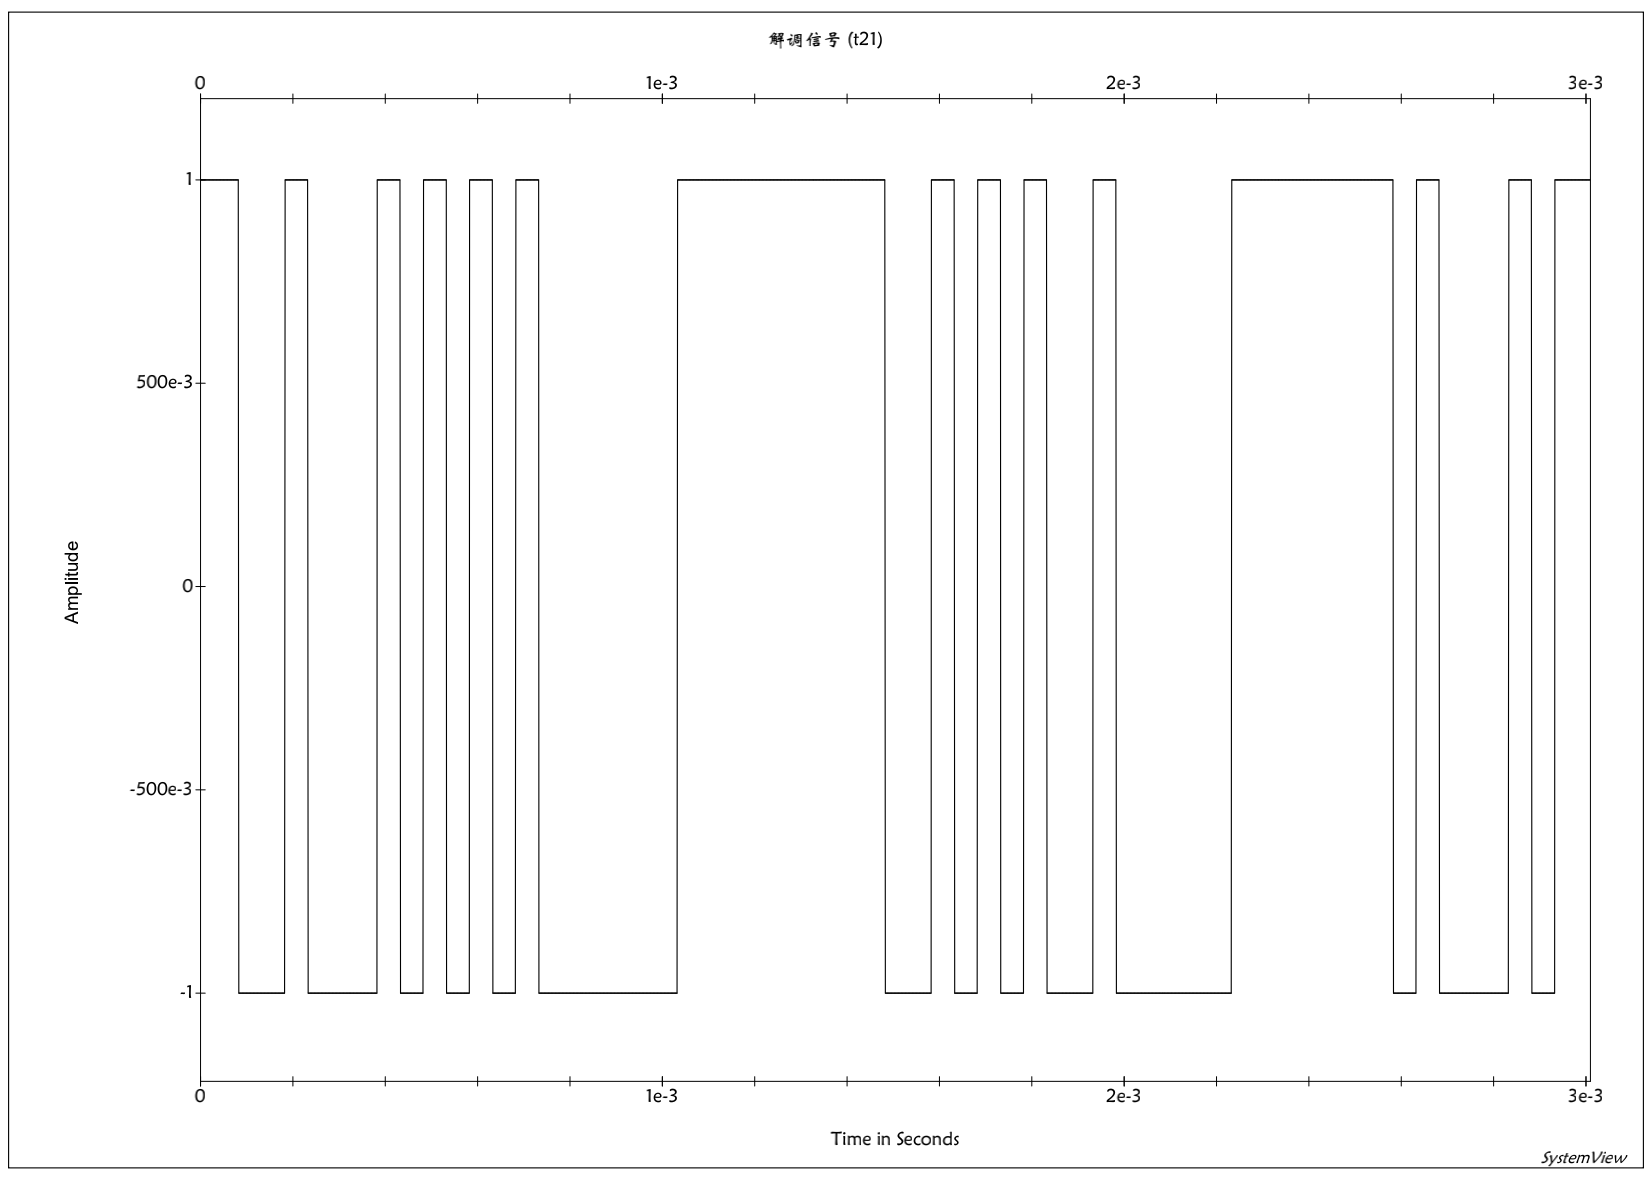 解调信号 (t21)
0 1e-3 2e-3 3e-3
1
500e-3
0
-500e-3
-1
Amplitude
0 1e-3 2e-3 3e-3
Time in Seconds
SystemView